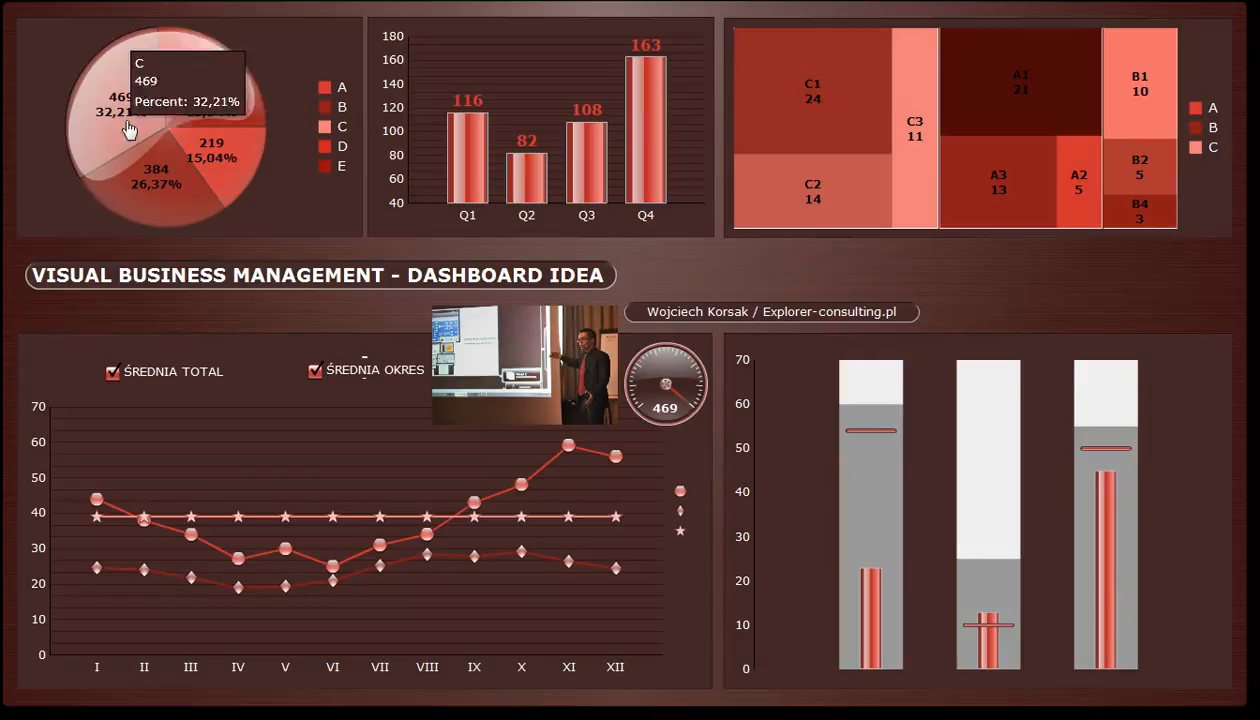 C
469
Percent: 32,21%
469
219
15,04%
384
26,37%
A
B
C
D
E
180
160
140
120
100
80
60
40
116
82
108
163
Q1 Q2 Q3 Q4
C1
24
C2
14
C3
11
A1
21
A3
13
A2
5
B1
10
B2
5
B4
3
A
B
C
VISUAL BUSINESS MANAGEMENT - DASHBOARD IDEA
Wojciech Korsak / Explorer-consulting.pl
ŚREDNIA TOTAL
ŚREDNIA OKRES
469
70
60
50
40
30
20
10
0
I II III IV V VI VII VIII IX X XI XII
70
60
50
40
30
20
10
0